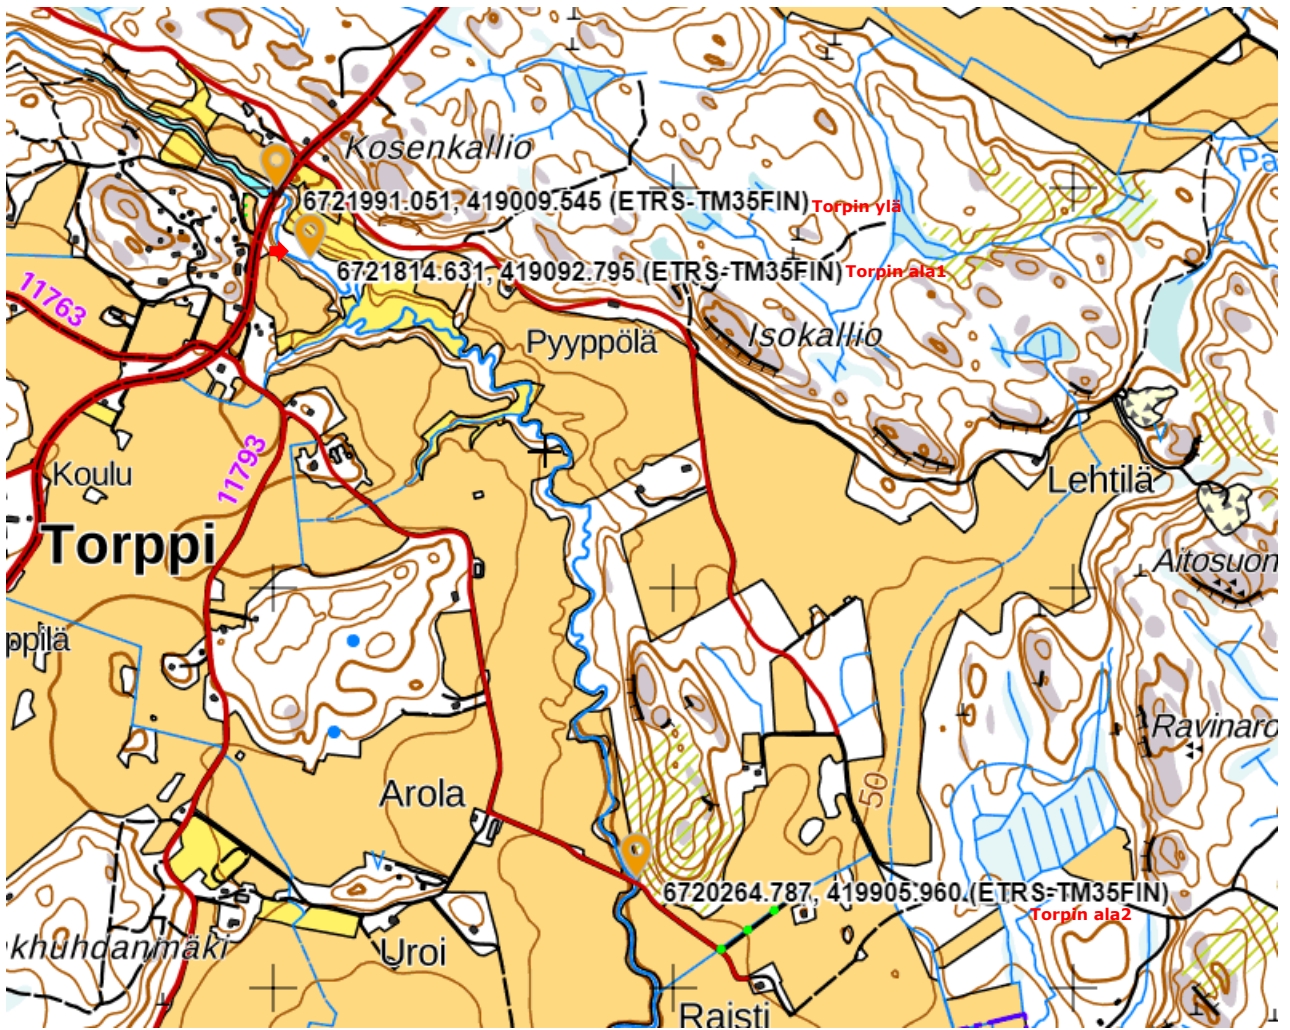 Kosenkallio
Pa
6721991.051, 419009.545 (ETRS-TM35FIN) Torpin ylä
6721814.631, 419092.795 (ETRS-TM35FIN) Torpin ala1
11763
Pyyppölä
Isokallio
11793
Koulu
Lehtilä
Torppi
Aitosuon
ppilä
Ravinaro
Arola
50
6720264.787, 419905.960 (ETRS-TM35FIN)
Torpin ala2
khuhdanmäki
Uroi
Raisti